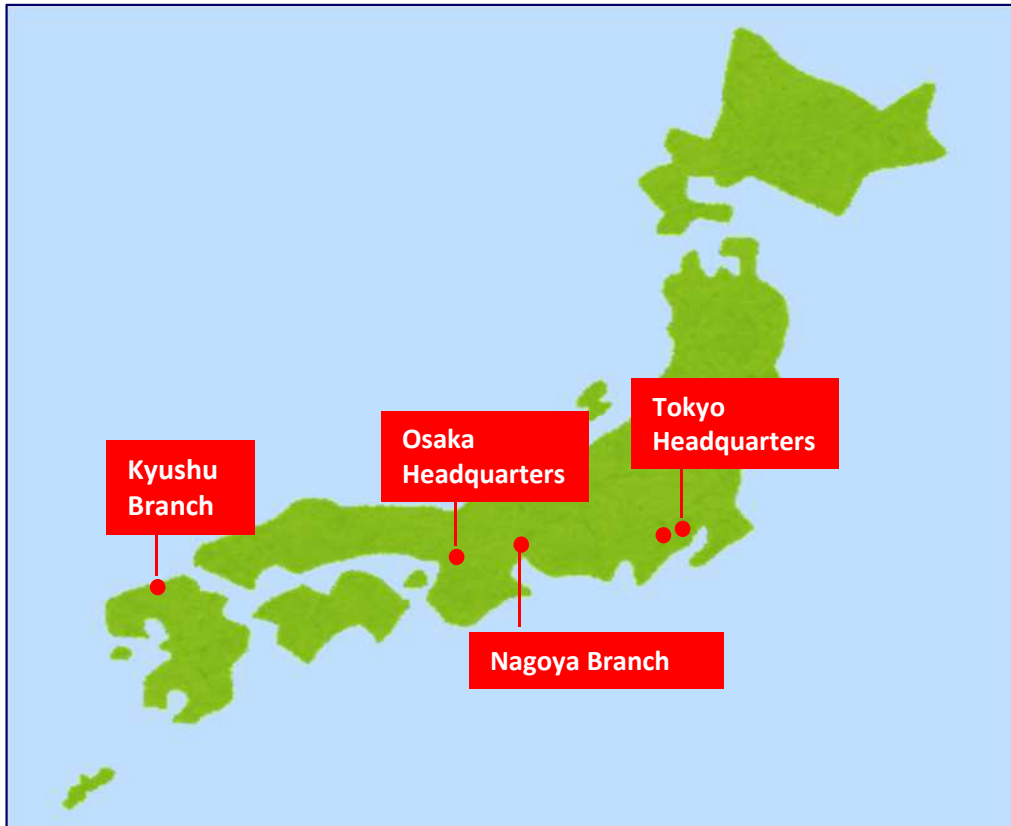 Tokyo
Headquarters
Osaka
Headquarters
Kyushu
Branch
Nagoya Branch